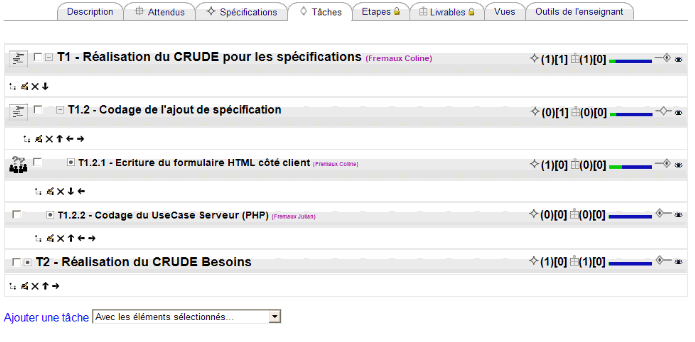 Description Attendus Spécifications Tâches Etapes Livrables Vues Outils de l'enseignant
T1 - Réalisation du CRUDE pour les spécifications (Fremaux Coline) (1)[1] (1)[0]
T1.2 - Codage de l'ajout de spécification (0)[1] (0)[0]
T1.2.1 - Ecriture du formulaire HTML côté client (Fremaux Coline) (1)[0] (0)[0]
T1.2.2 - Codage du UseCase Serveur (PHP) (Fremaux Julian) (0)[0] (0)[0]
T2 - Réalisation du CRUDE Besoins (1)[0] (1)[0]
Ajouter une tâche Avec les éléments sélectionnés...